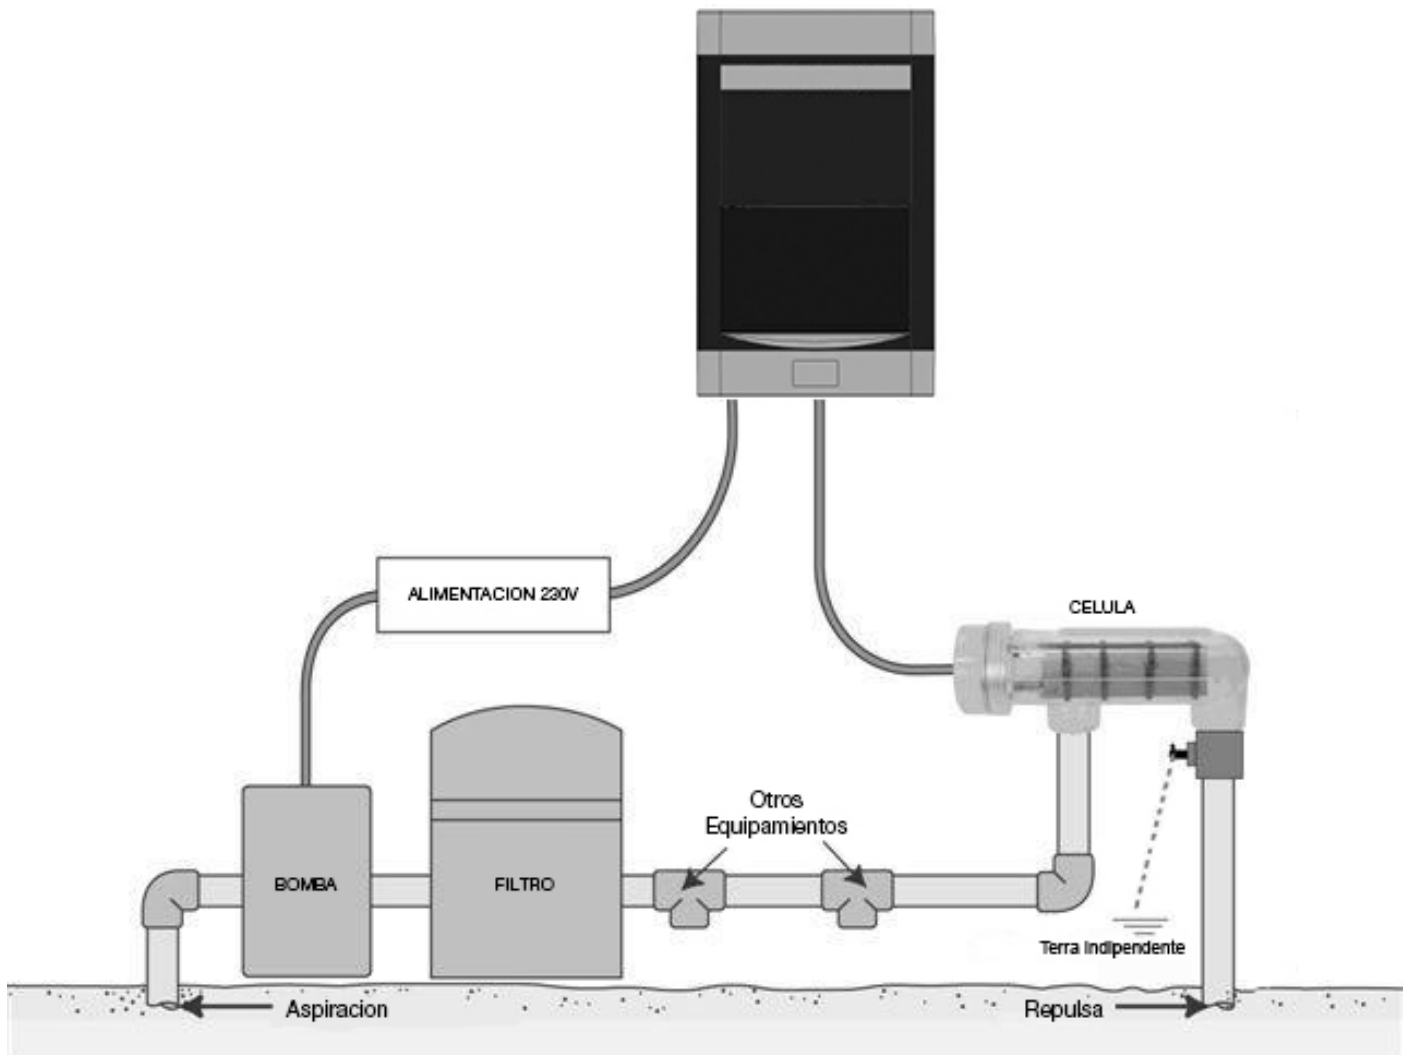 ALIMENTACION 230V
CELULA
Otros
Equipamientos
BOMBA
FILTRO
Terra Indipendente
Aspiracion
Repulsa